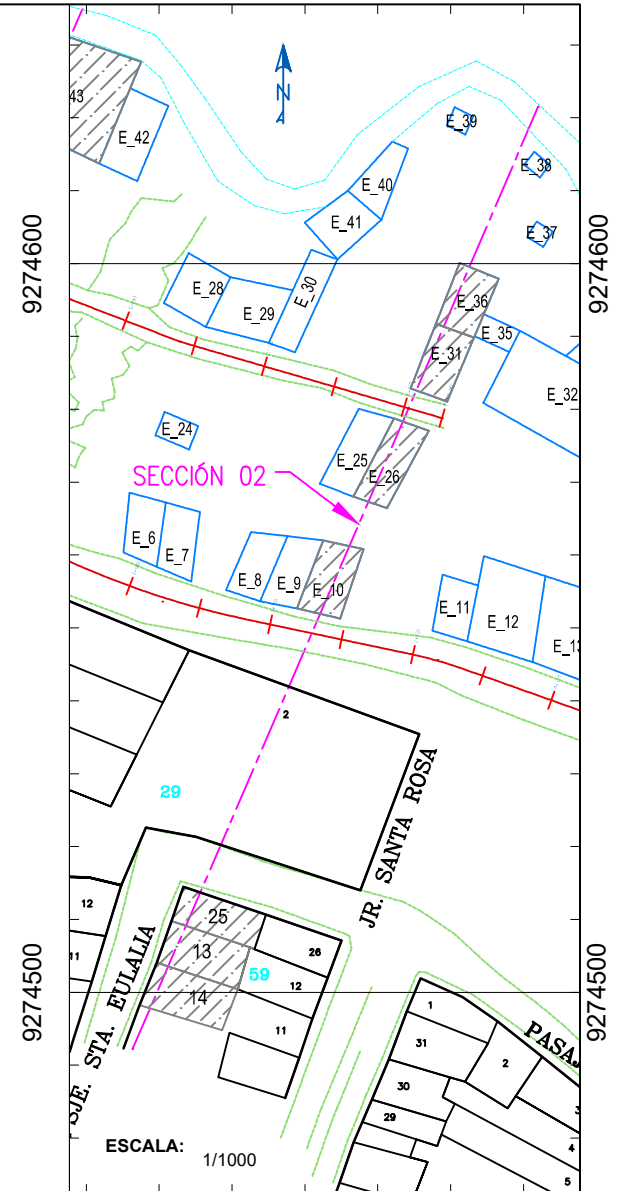 43
E_42
N
E_39
E_38
E_40
E_41
E_37
9274600
9274600
E_28
E_29
E_30
E_36
E_35
E_31
E_32
E_24
E_25
E_26
SECCIÓN 02
E_6
E_7
E_8
E_9
E_10
E_11
E_12
E_13
2
29
JR. SANTA ROSA
12
25
26
11
13
59
12
14
11
9274500
9274500
SJE. STA. EULALIA
1
31
2
PASAJ
30
29
3
4
5
ESCALA:
1/1000